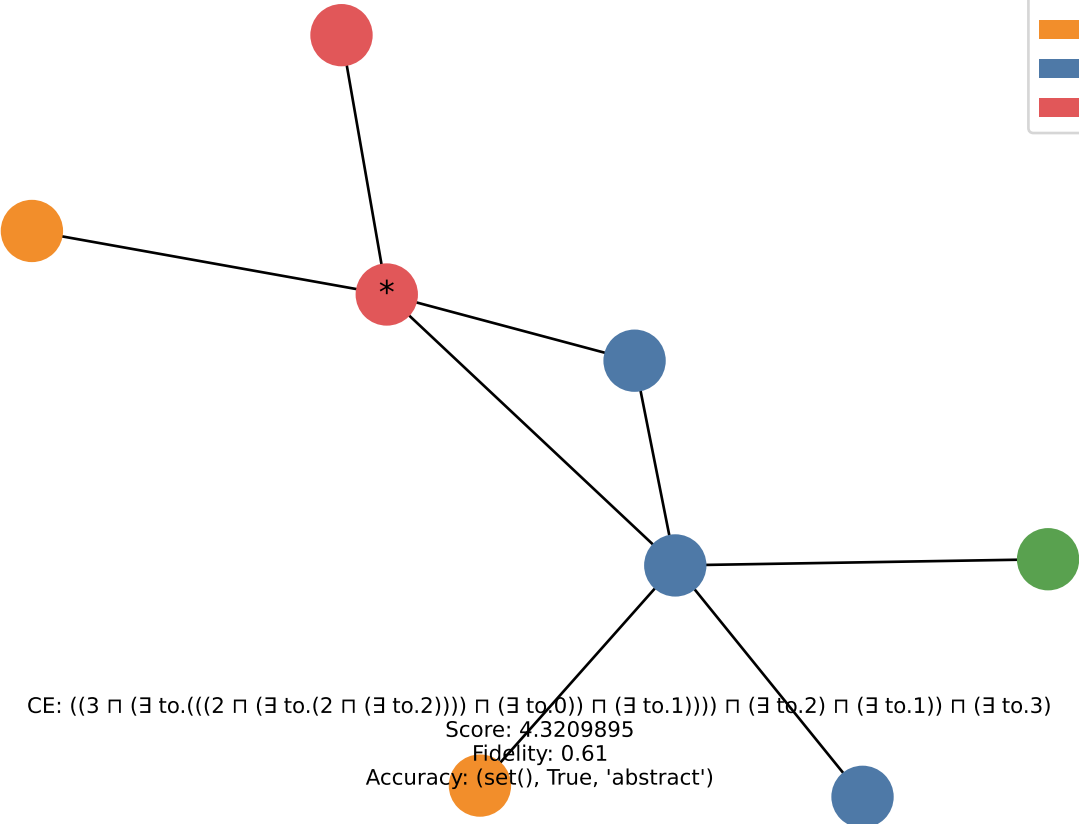 *
CE: ((3 ⊓ (∃ to.(((2 ⊓ (∃ to.(2 ⊓ (∃ to.2)))) ⊓ (∃ to.0)) ⊓ (∃ to.1)))) ⊓ (∃ to.2) ⊓ (∃ to.1)) ⊓ (∃ to.3)
Score: 4.3209895
Fidelity: 0.61
Accuracy: (set(), True, 'abstract')